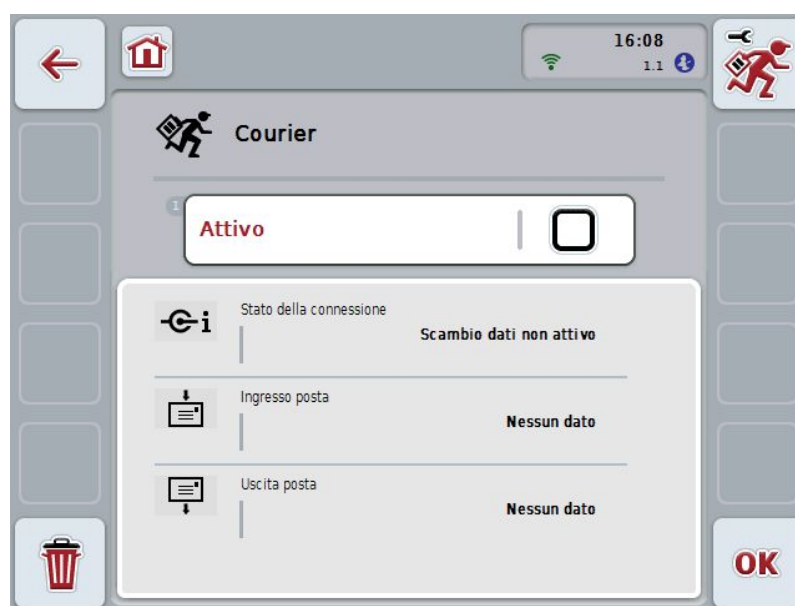 16:08
1.1
Courier
1
Attivo
Stato della connessione
Scambio dati non attivo
Ingresso posta
Nessun dato
Uscita posta
Nessun dato
OK